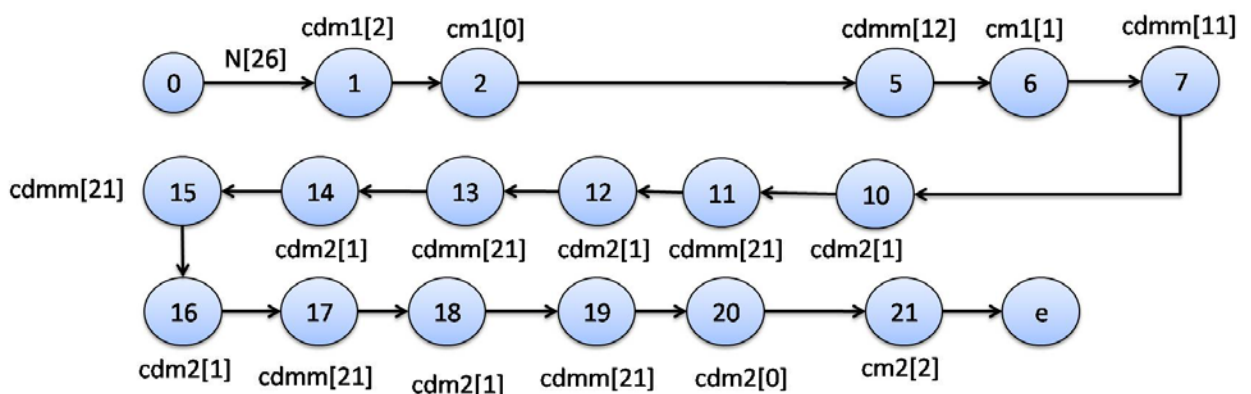 cdm1[2] cm1[0] cdmm[12] cm1[1] cdmm[11]
N[26]
0 1 2 5 6 7
cdmm[21] 15 14 13 12 11 10
cdm2[1] cdmm[21] cdm2[1] cdmm[21] cdm2[1]
16 17 18 19 20 21 e
cdm2[1] cdmm[21] cdm2[1] cdmm[21] cdm2[0] cm2[2]